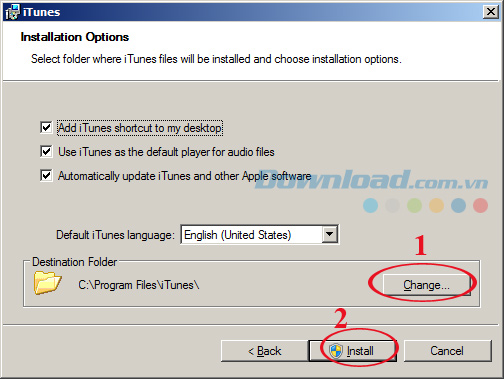 iTunes
Installation Options
Select folder where iTunes files will be installed and choose installation options.
Add iTunes shortcut to my desktop
Use iTunes as the default player for audio files
Automatically update iTunes and other Apple software
Download.com.vn
Default iTunes language: English (United States)
1
Destination Folder
C:\Program Files\iTunes\ Change...
2
< Back Install Cancel